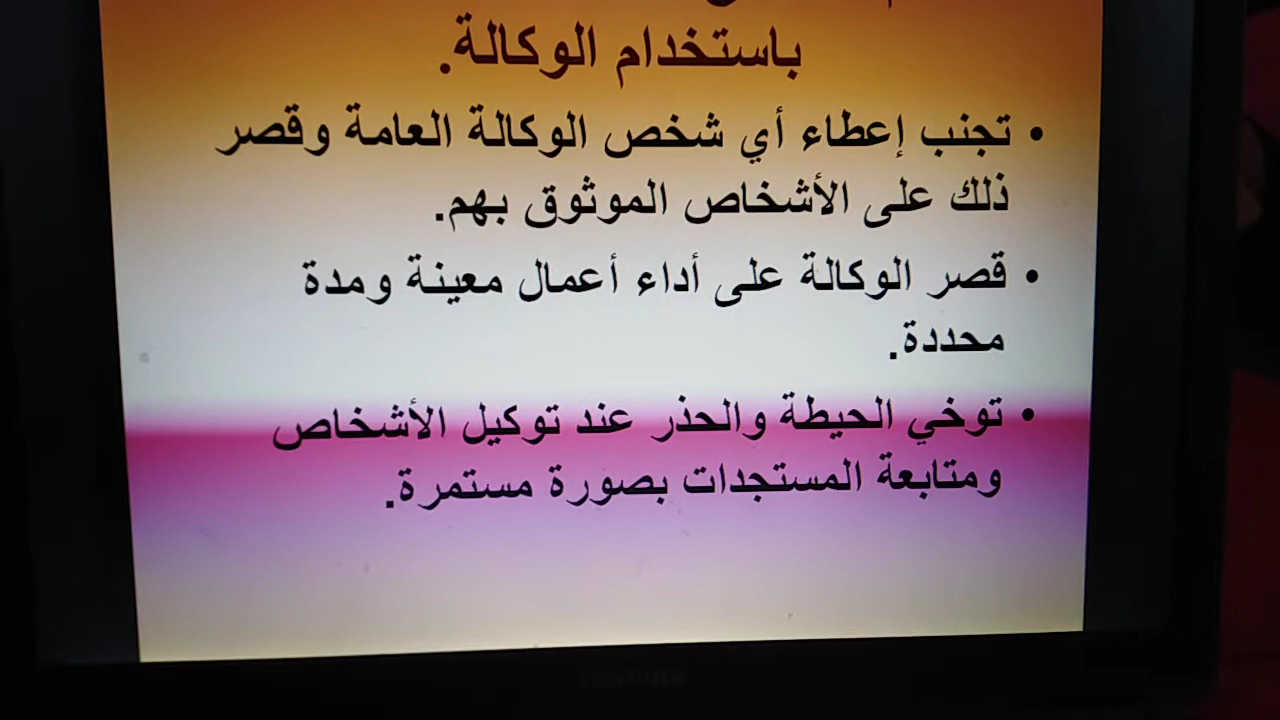 باستخدام الوكالة.
• تجنب إعطاء أي شخص الوكالة العامة وقصر
ذلك على الأشخاص الموثوق بهم.
• قصر الوكالة على أداء أعمال معينة ومدة
محددة.
• توخي الحيطة والحذر عند توكيل الأشخاص
ومتابعة المستجدات بصورة مستمرة.